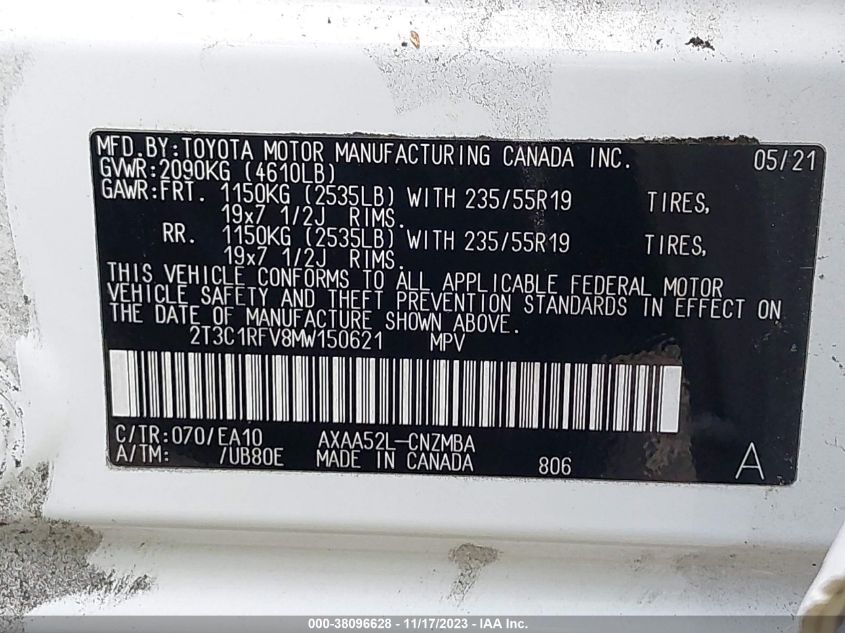 MFD.BY:TOYOTA MOTOR MANUFACTURING CANADA INC. 05/21
GVWR:2090KG (4610LB)
GAWR:FRT. 1150KG (2535LB) WITH 235/55R19 TIRES,
19x7 1/2J RIMS.
RR. 1150KG (2535LB) WITH 235/55R19 TIRES,
19x7 1/2J RIMS.
THIS VEHICLE CONFORMS TO ALL APPLICABLE FEDERAL MOTOR
VEHICLE SAFETY AND THEFT PREVENTION STANDARDS IN EFFECT ON
THE DATE OF MANUFACTURE SHOWN ABOVE.
2T3C1RFV8MW150621 MPV
C/TR:070/EA10 AXAA52L-CNZMBA
A/TM: /UB80E MADE IN CANADA 806 A
000-38096628 - 11/17/2023 - IAA Inc.